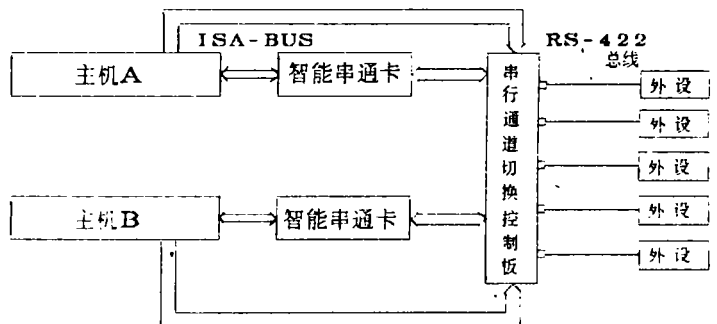 ISA-BUS
RS-422
总线
主机A
智能串通卡
串行通道切换控制板
外设
外设
外设
外设
外设
主机B
智能串通卡